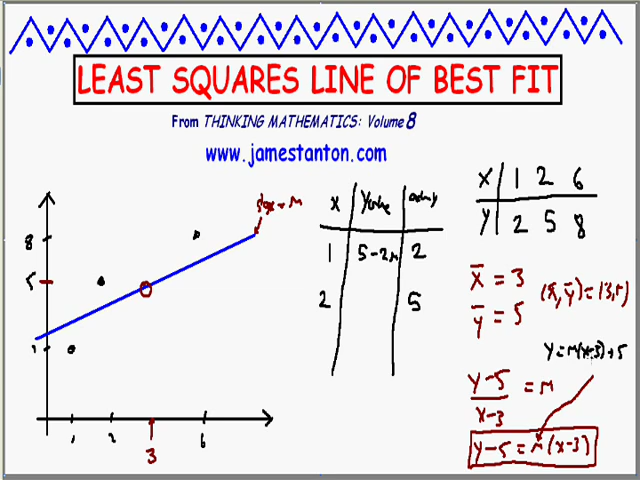 LEAST SQUARES LINE OF BEST FIT
From THINKING MATHEMATICS: Volume 8
www.jamestanton.com
X 1 2 6
Y 2 5 8
slope = M
X Y line
1 5-2M 2
2 5
8
5
1 2 6
3
x̄ = 3
ȳ = 5
(x̄, ȳ) = (3,5)
Y = M(x-3)+5
y-5
x-3
= M
y-5 = M(x-3)